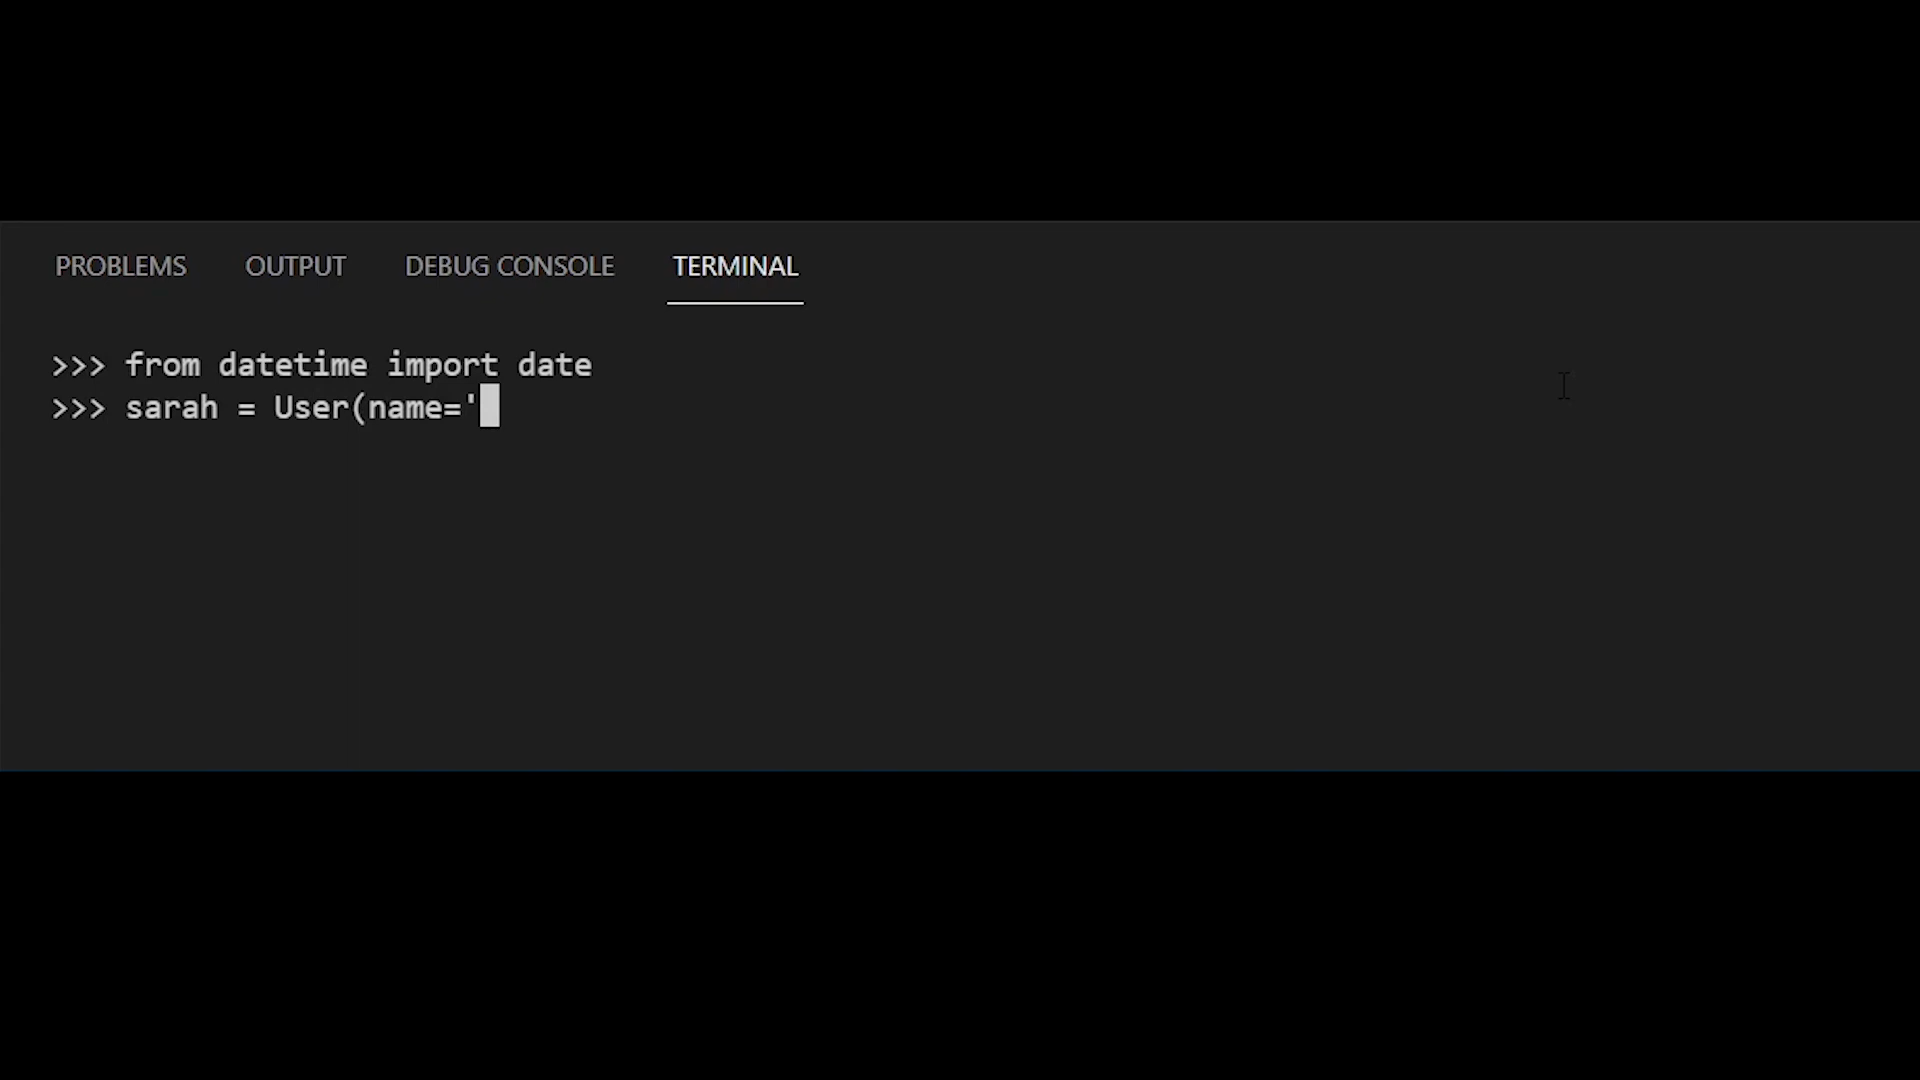 PROBLEMS OUTPUT DEBUG CONSOLE TERMINAL
>>> from datetime import date
>>> sarah = User(name='